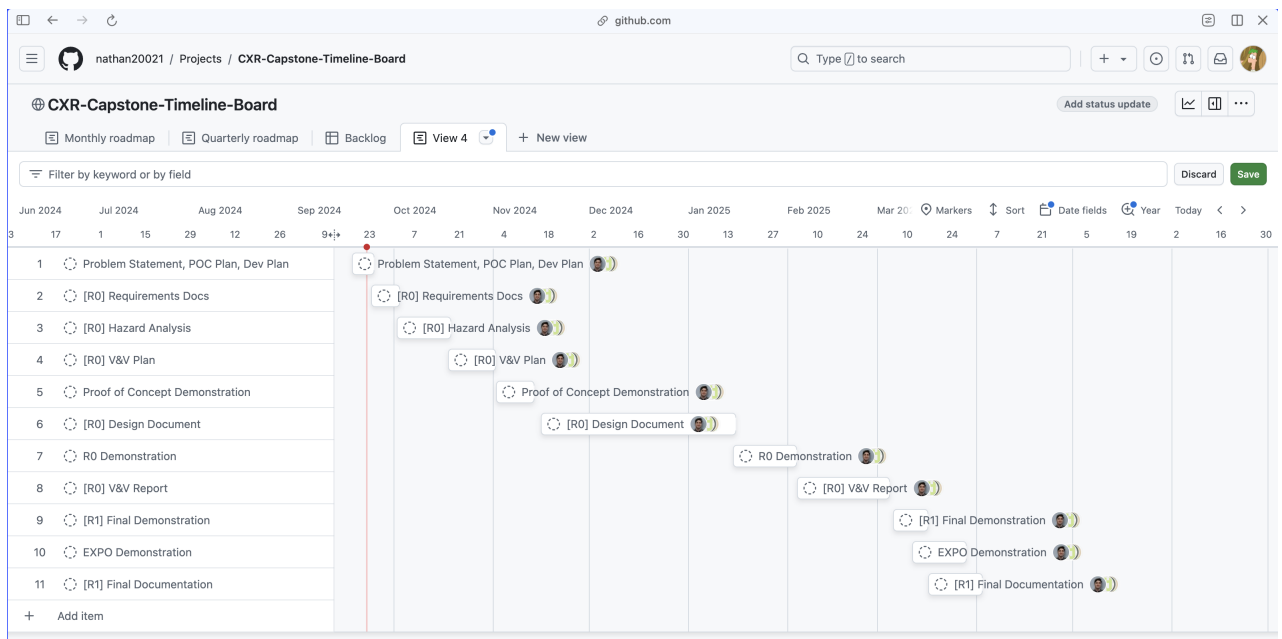 github.com
nathan20021 / Projects / CXR-Capstone-Timeline-Board
Type / to search
CXR-Capstone-Timeline-Board
Add status update
Monthly roadmap Quarterly roadmap Backlog View 4 + New view
Filter by keyword or by field Discard Save
Jun 2024 Jul 2024 Aug 2024 Sep 2024 Oct 2024 Nov 2024 Dec 2024 Jan 2025 Feb 2025 Mar 20 Markers Sort Date fields Year Today
3 17 1 15 29 12 26 9 23 7 21 4 18 2 16 30 13 27 10 24 10 24 7 21 5 19 2 16 30
1 Problem Statement, POC Plan, Dev Plan Problem Statement, POC Plan, Dev Plan
2 [R0] Requirements Docs [R0] Requirements Docs
3 [R0] Hazard Analysis [R0] Hazard Analysis
4 [R0] V&V Plan [R0] V&V Plan
5 Proof of Concept Demonstration Proof of Concept Demonstration
6 [R0] Design Document [R0] Design Document
7 R0 Demonstration R0 Demonstration
8 [R0] V&V Report [R0] V&V Report
9 [R1] Final Demonstration [R1] Final Demonstration
10 EXPO Demonstration EXPO Demonstration
11 [R1] Final Documentation [R1] Final Documentation
+ Add item